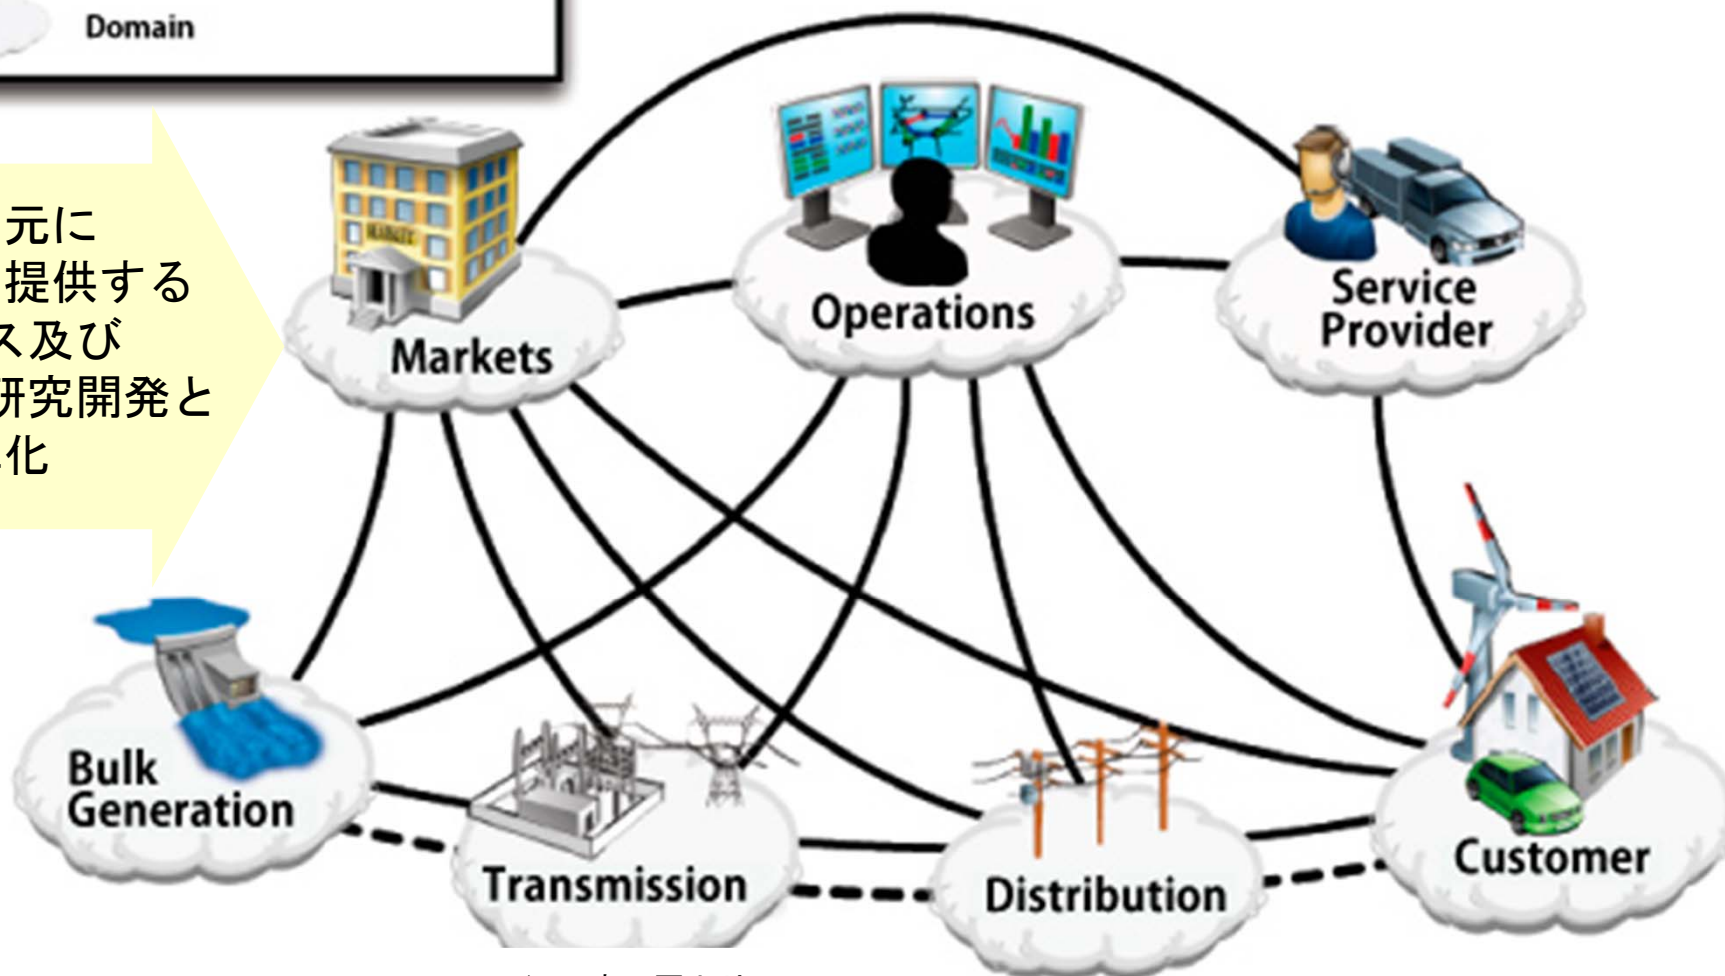 Domain
元に
提供する
ス及び
研究開発と
化
MARKET
Markets
Operations
Service
Provider
Bulk
Generation
Transmission
Distribution
Customer